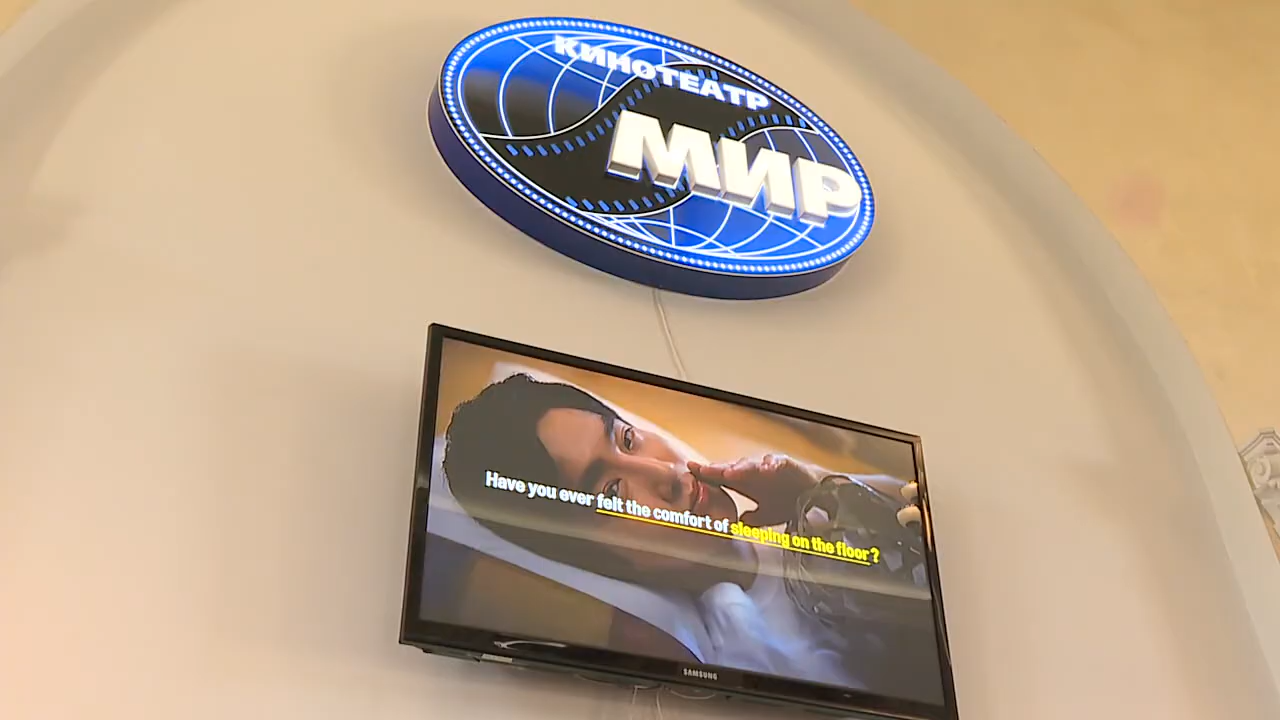 КИНОТЕАТР
МИР
Have you ever felt the comfort of sleeping on the floor?
SAMSUNG